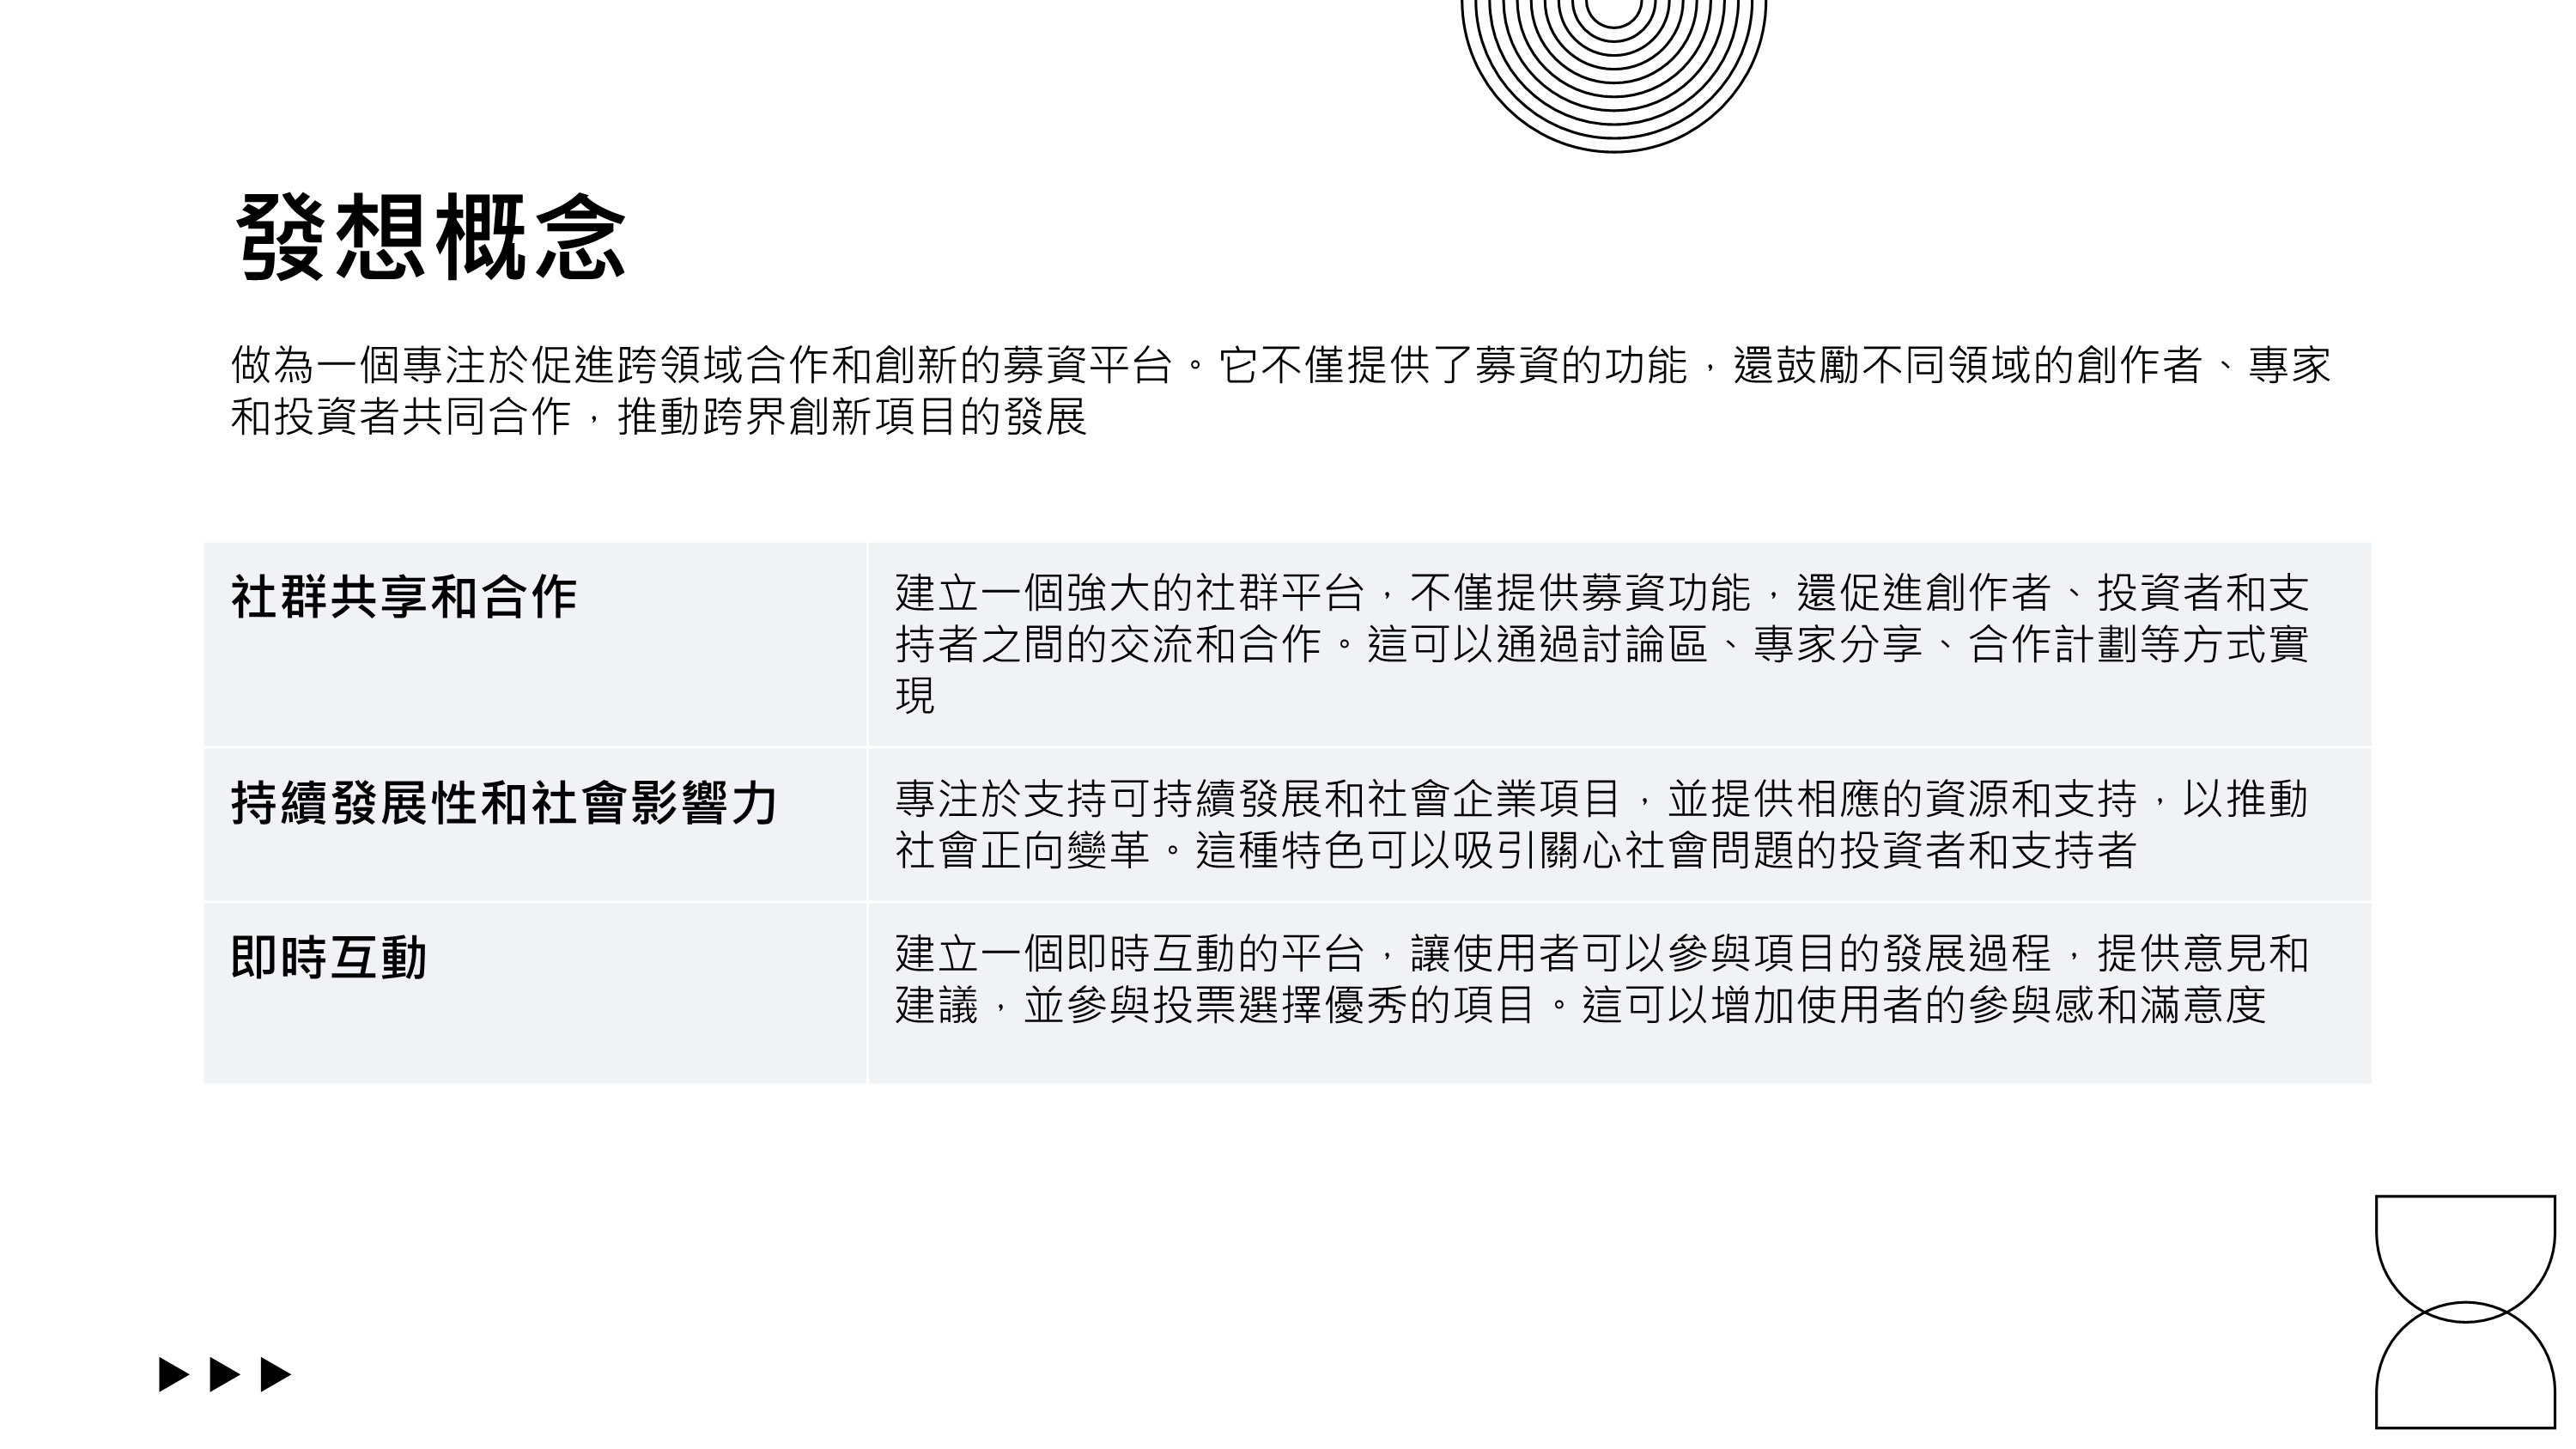 發想概念
做為一個專注於促進跨領域合作和創新的募資平台。它不僅提供了募資的功能，還鼓勵不同領域的創作者、專家
和投資者共同合作，推動跨界創新項目的發展
社群共享和合作
建立一個強大的社群平台，不僅提供募資功能，還促進創作者、投資者和支
持者之間的交流和合作。這可以通過討論區、專家分享、合作計劃等方式實
現
持續發展性和社會影響力
專注於支持可持續發展和社會企業項目，並提供相應的資源和支持，以推動
社會正向變革。這種特色可以吸引關心社會問題的投資者和支持者
即時互動
建立一個即時互動的平台，讓使用者可以參與項目的發展過程，提供意見和
建議，並參與投票選擇優秀的項目。這可以增加使用者的參與感和滿意度